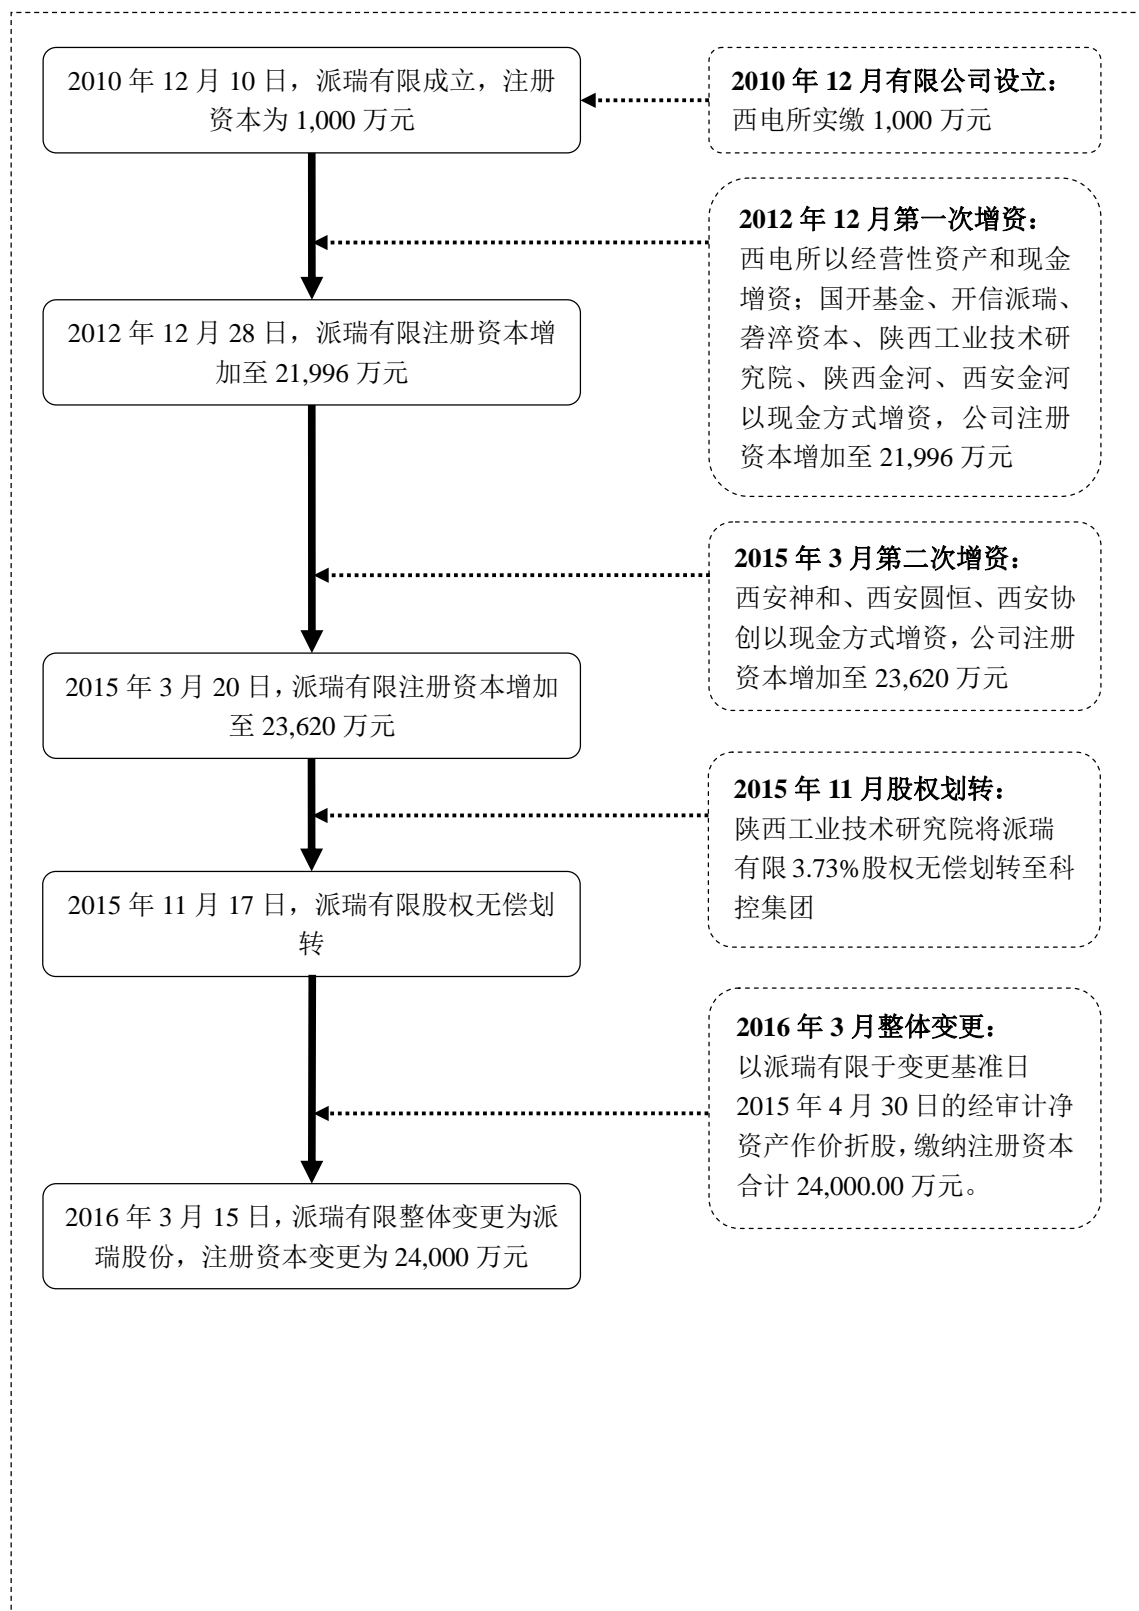 2010 年 12 月 10 日，派瑞有限成立，注册
资本为 1,000 万元
2010 年 12 月有限公司设立：
西电所实缴 1,000 万元
2012 年 12 月第一次增资：
西电所以经营性资产和现金
增资；国开基金、开信派瑞、
砻淬资本、陕西工业技术研
究院、陕西金河、西安金河
以现金方式增资，公司注册
资本增加至 21,996 万元
2012 年 12 月 28 日，派瑞有限注册资本增
加至 21,996 万元
2015 年 3 月第二次增资：
西安神和、西安圆恒、西安协
创以现金方式增资，公司注册
资本增加至 23,620 万元
2015 年 3 月 20 日，派瑞有限注册资本增加
至 23,620 万元
2015 年 11 月股权划转：
陕西工业技术研究院将派瑞
有限 3.73%股权无偿划转至科
控集团
2015 年 11 月 17 日，派瑞有限股权无偿划
转
2016 年 3 月整体变更：
以派瑞有限于变更基准日
2015 年 4 月 30 日的经审计净
资产作价折股，缴纳注册资本
合计 24,000.00 万元。
2016 年 3 月 15 日，派瑞有限整体变更为派
瑞股份，注册资本变更为 24,000 万元